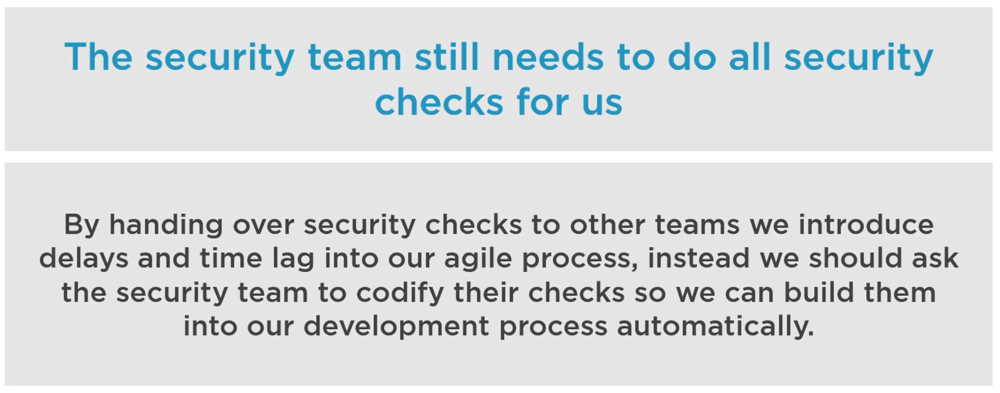 The security team still needs to do all security
checks for us
By handing over security checks to other teams we introduce
delays and time lag into our agile process, instead we should ask
the security team to codify their checks so we can build them
into our development process automatically.